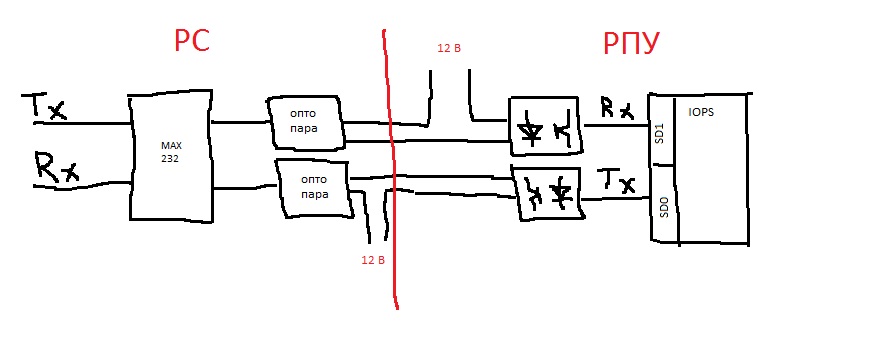 PC
РПУ
12 В
Tx
Rx
MAX
232
опто
пара
опто
пара
12 В
Rx
Tx
SD1
SD0
IOPS